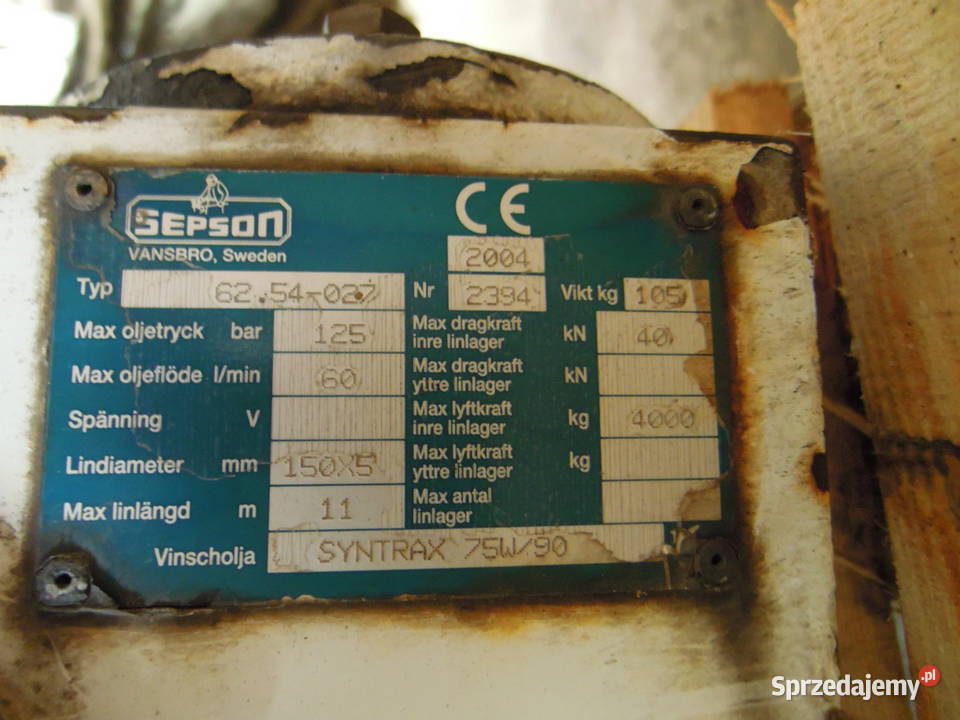 SEPSON
VANSBRO, Sweden
CE
2004
Typ 62.54-027 Nr 2394 Vikt kg 105
Max oljetryck bar 125 Max dragkraft inre linlager kN 40
Max oljeflöde l/min 60 Max dragkraft yttre linlager kN
Spänning V Max lyftkraft inre linlager kg 4000
Lindiameter mm 150X5 Max lyftkraft yttre linlager kg
Max linlängd m 11 Max antal linlager
Vinscholja SYNTRAX 75W/90
Sprzedajemy.pl